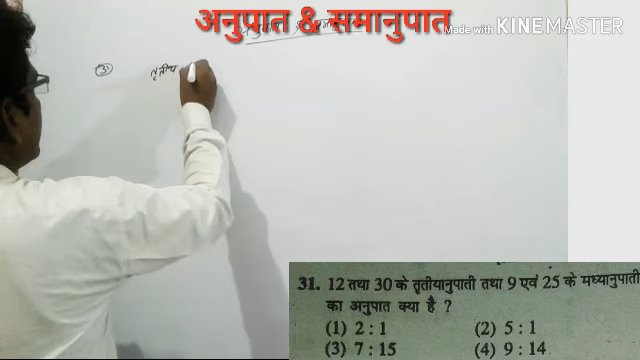 अनुपात & समानुपात
Made with KINEMASTER
③ तृतीय
31. 12 तथा 30 के तृतीयानुपाती तथा 9 एवं 25 के मध्यानुपाती
का अनुपात क्या है ?
(1) 2 : 1 (2) 5 : 1
(3) 7 : 15 (4) 9 : 14